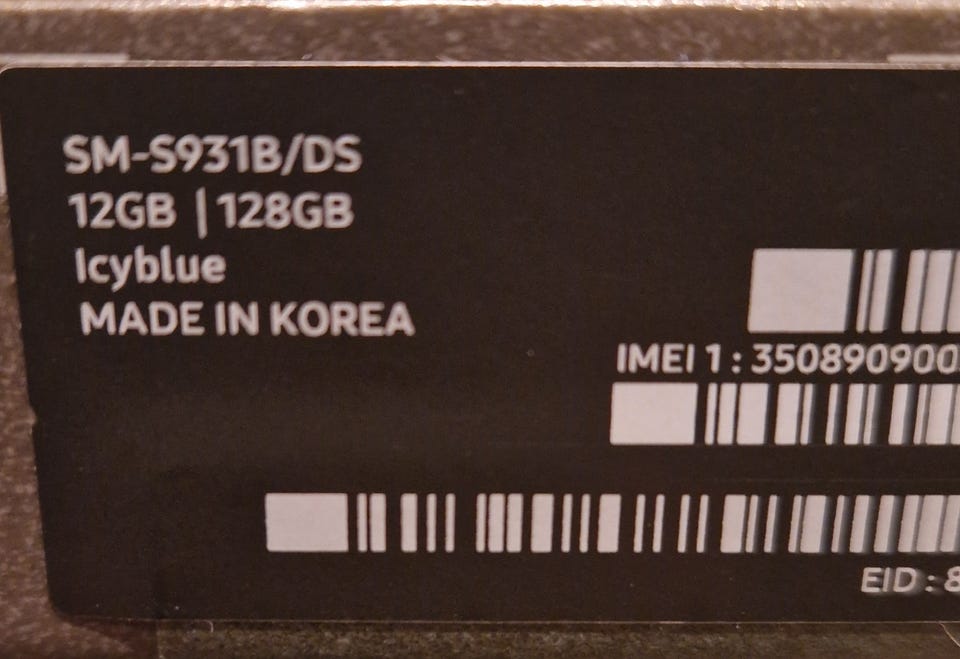 SM-S931B/DS
12GB | 128GB
Icyblue
MADE IN KOREA
IMEI 1 : 350890900
EID : 8